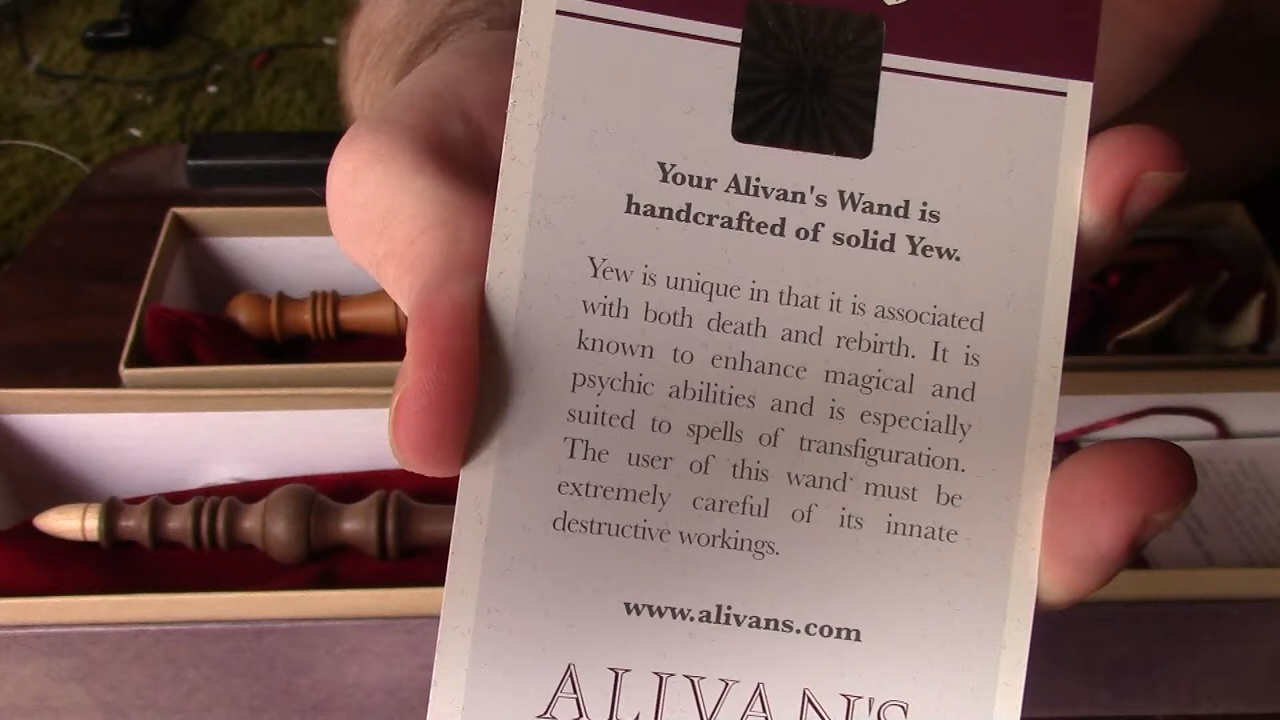 Your Alivan's Wand is
handcrafted of solid Yew.
Yew is unique in that it is associated
with both death and rebirth. It is
known to enhance magical and
psychic abilities and is especially
suited to spells of transfiguration.
The user of this wand must be
extremely careful of its innate
destructive workings.
www.alivans.com
ALIVAN'S